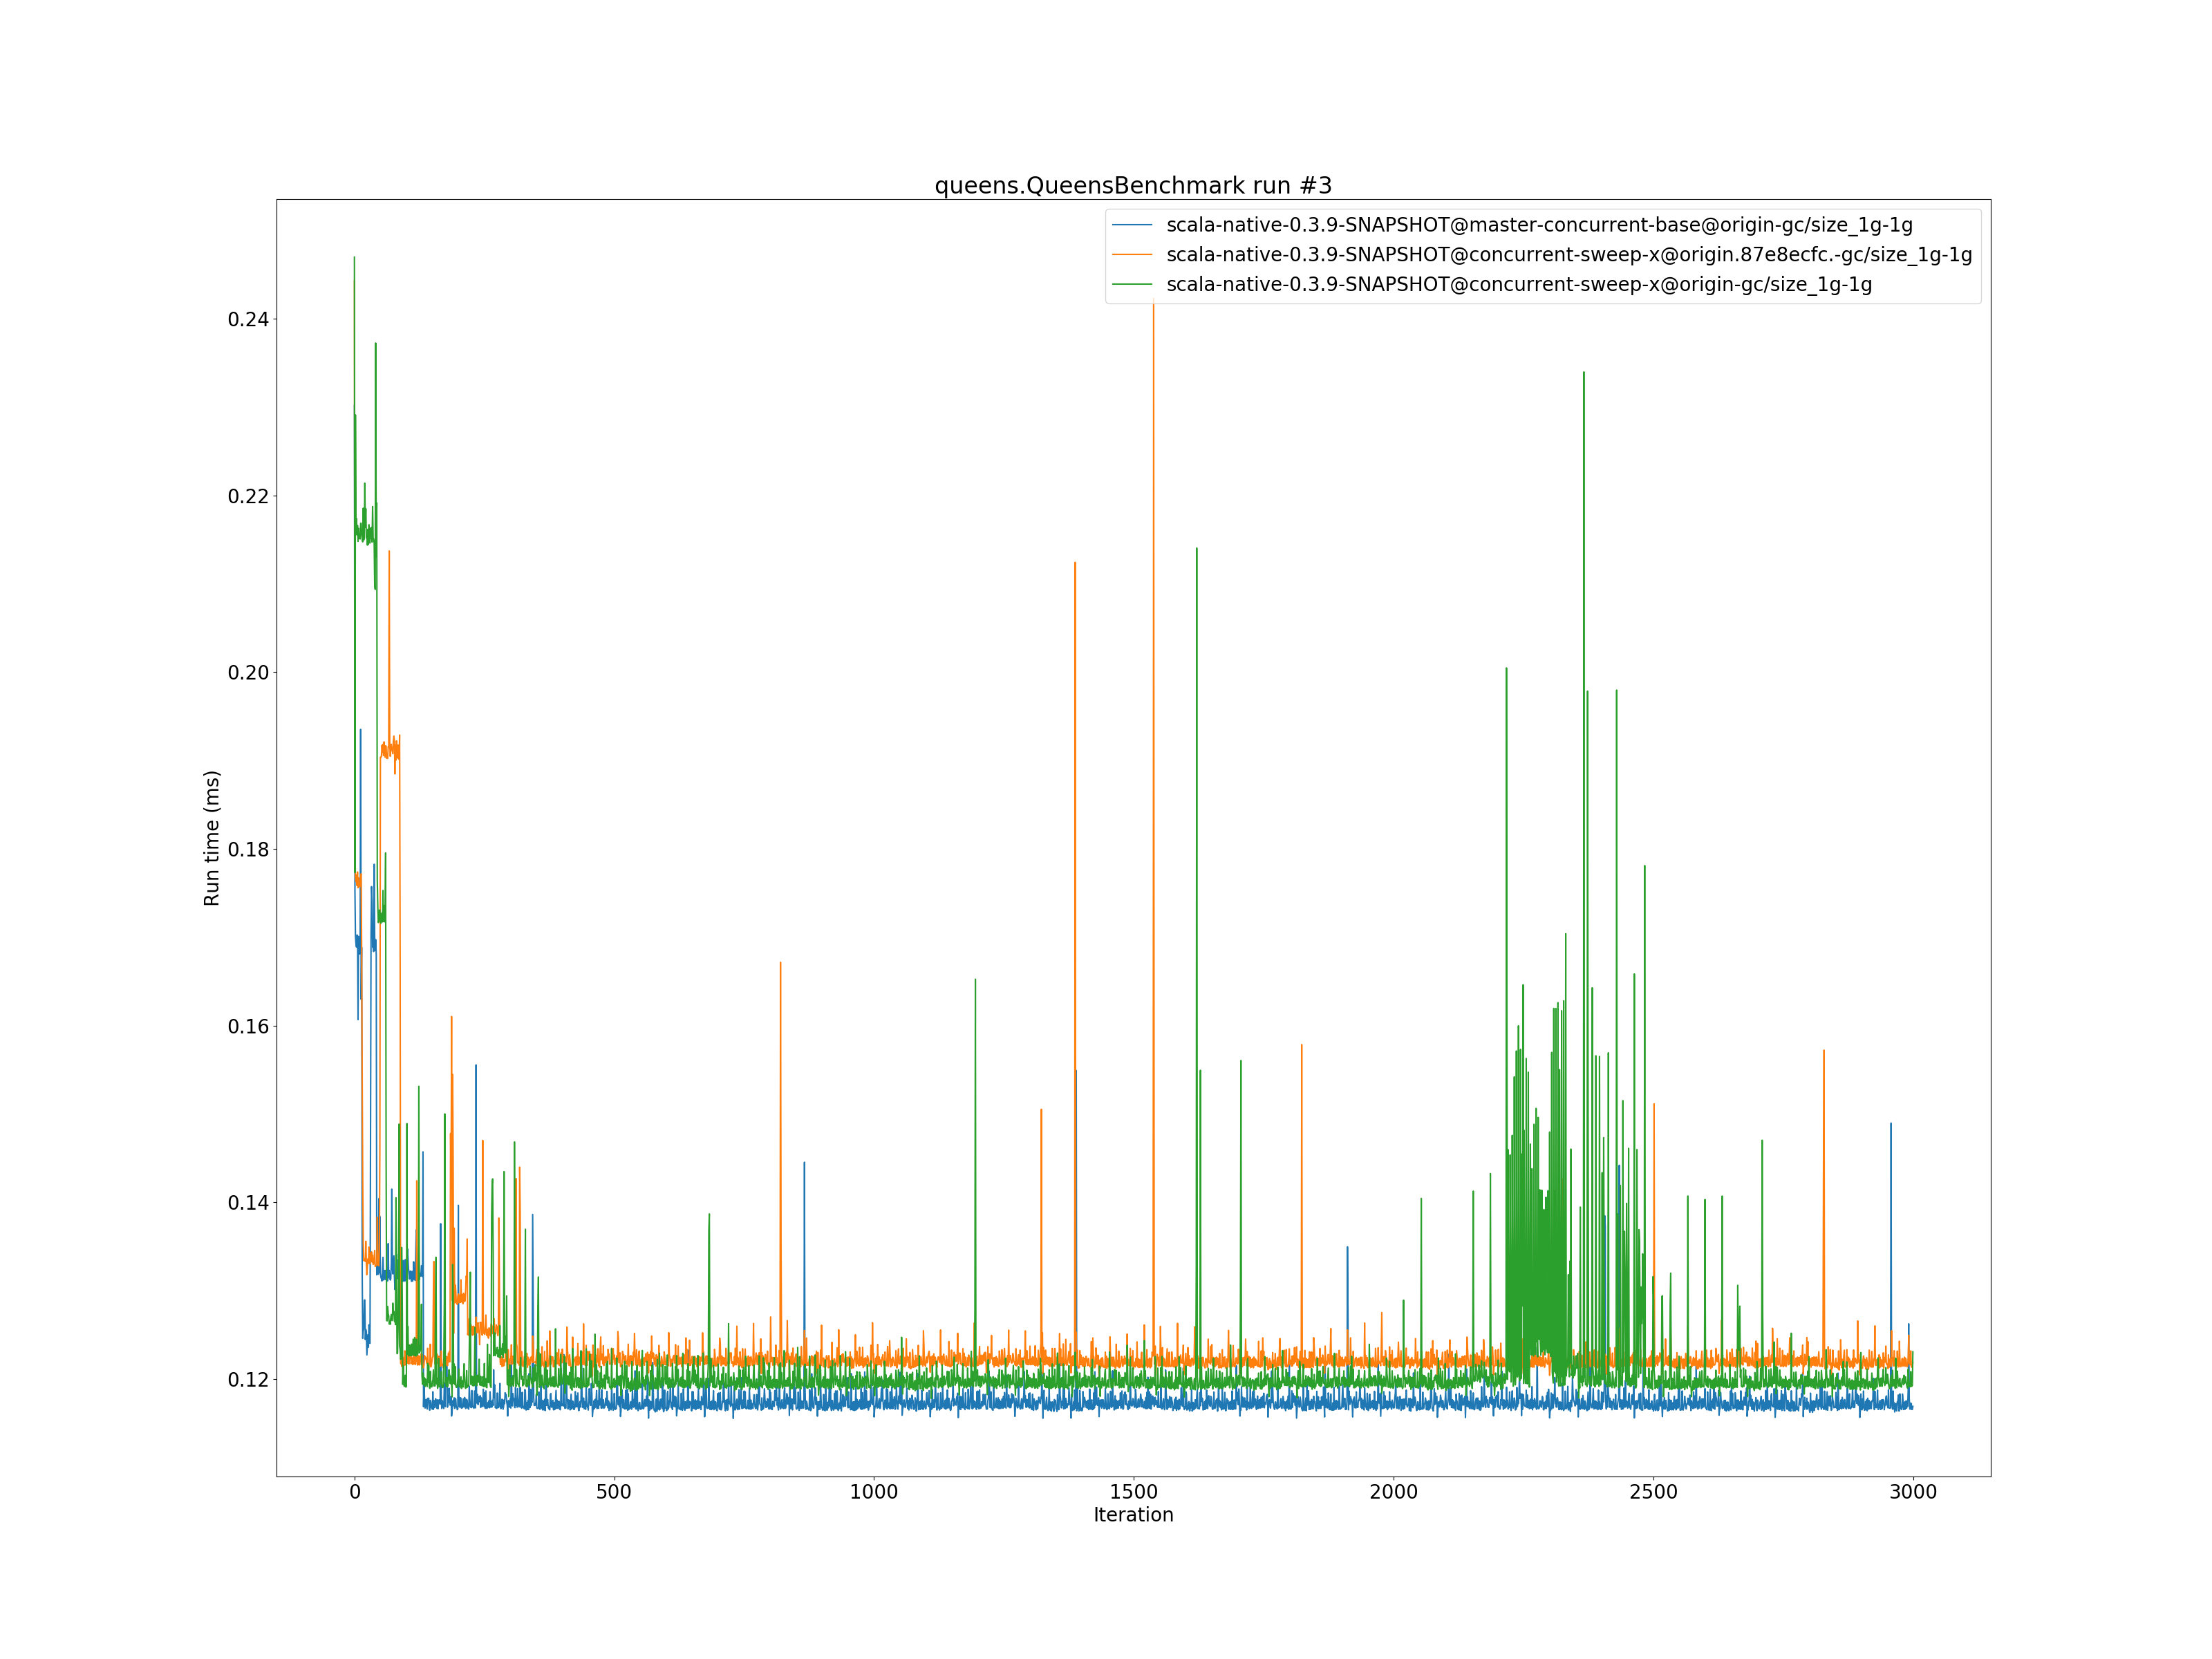 queens.QueensBenchmark run #3
scala-native-0.3.9-SNAPSHOT@master-concurrent-base@origin-gc/size_1g-1g
scala-native-0.3.9-SNAPSHOT@concurrent-sweep-x@origin.87e8ecfc.-gc/size_1g-1g
scala-native-0.3.9-SNAPSHOT@concurrent-sweep-x@origin-gc/size_1g-1g
0.24
0.22
0.20
0.18
0.16
0.14
0.12
Run time (ms)
0 500 1000 1500 2000 2500 3000
Iteration